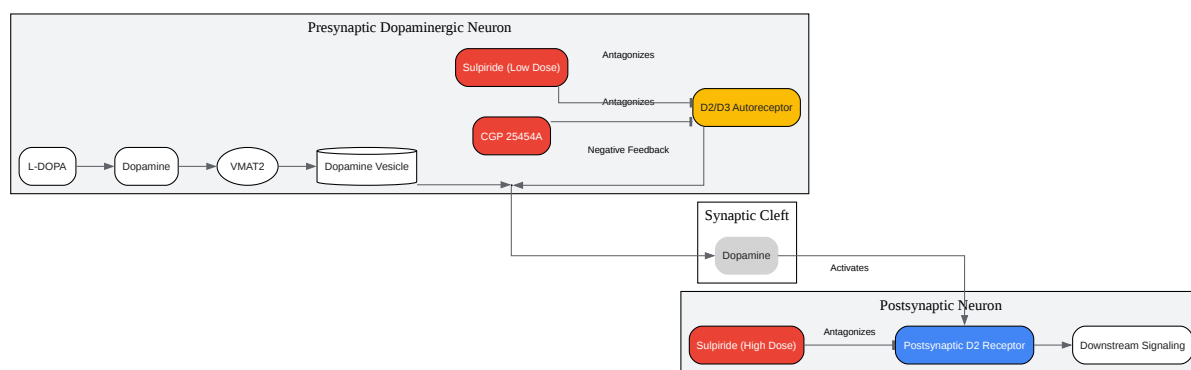 Presynaptic Dopaminergic Neuron
Sulpiride (Low Dose)
Antagonizes
Antagonizes
D2/D3 Autoreceptor
CGP 25454A
Negative Feedback
L-DOPA
Dopamine
VMAT2
Dopamine Vesicle
Synaptic Cleft
Dopamine
Activates
Postsynaptic Neuron
Sulpiride (High Dose)
Antagonizes
Postsynaptic D2 Receptor
Downstream Signaling